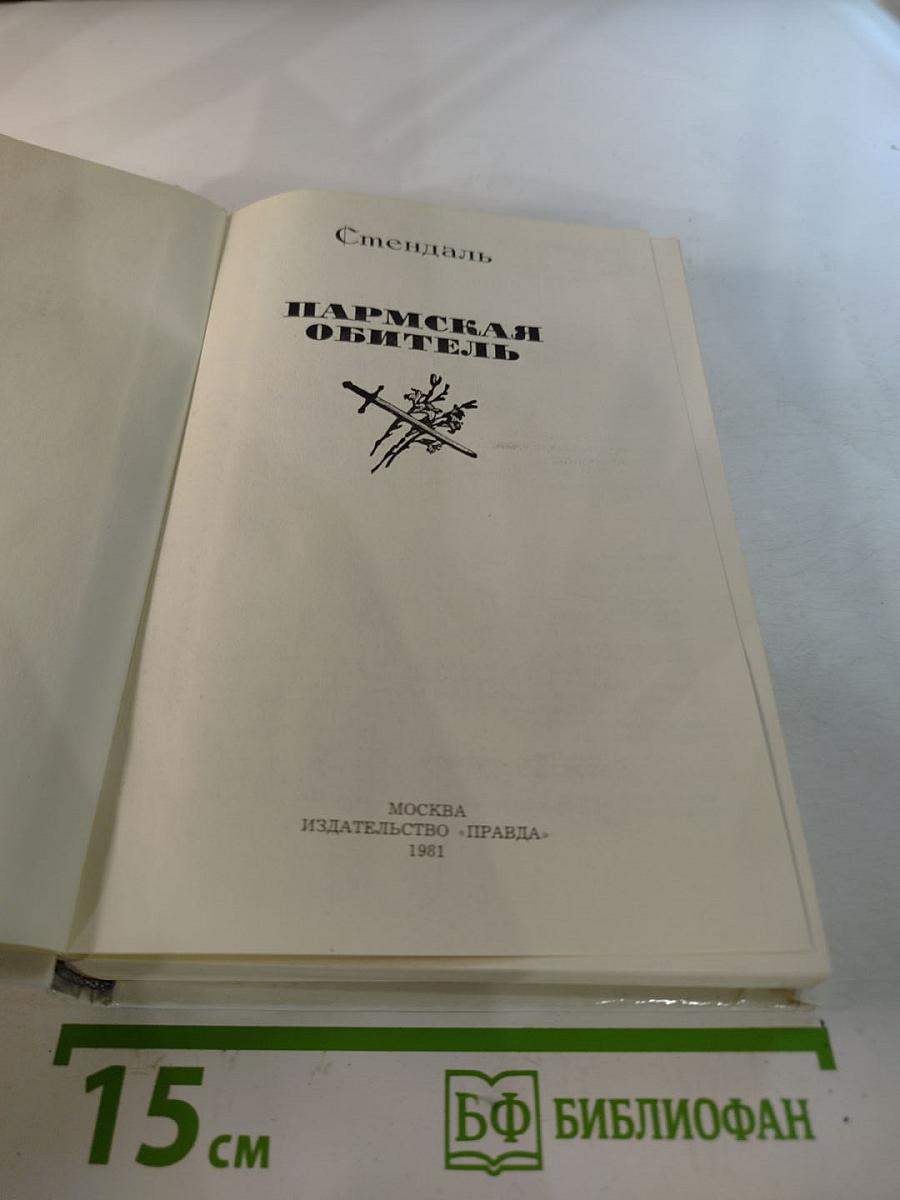 Стендаль
ПАРМСКАЯ
ОБИТЕЛЬ
МОСКВА
ИЗДАТЕЛЬСТВО «ПРАВДА»
1981
15 см
БФ БИБЛИОФАН